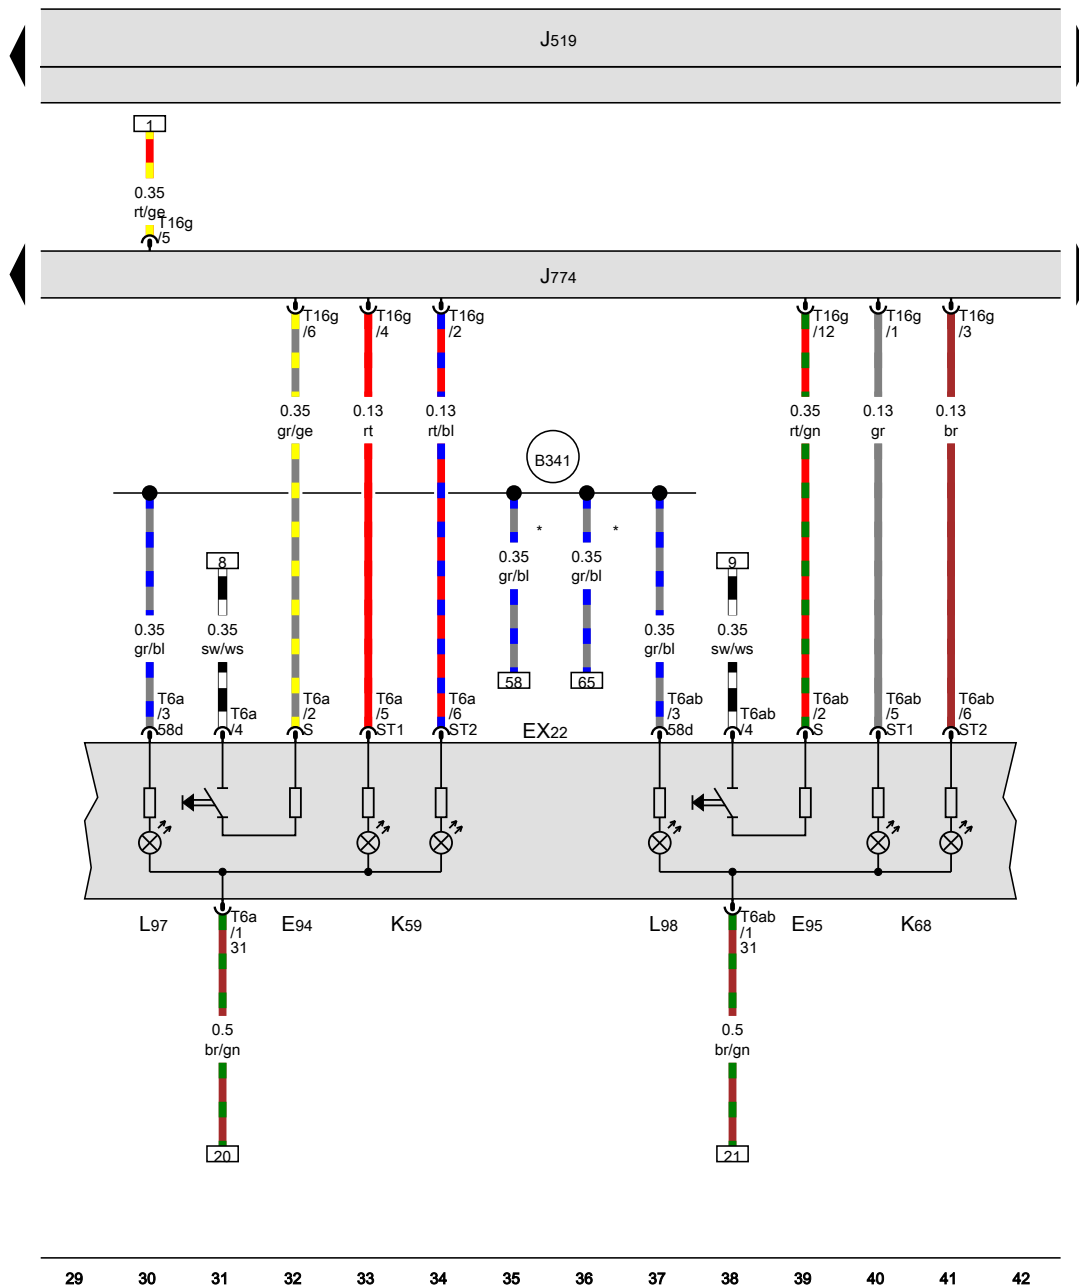 J519
1
0.35
rt/ge
T16g
/5
J774
T16g
/6
T16g
/4
T16g
/2
T16g
/12
T16g
/1
T16g
/3
0.35
gr/ge
0.13
rt
0.13
rt/bl
0.35
rt/gn
0.13
gr
0.13
br
B341
*
*
8
0.35
gr/bl
0.35
gr/bl
9
0.35
gr/bl
0.35
sw/ws
0.35
gr/bl
0.35
sw/ws
58
65
T6a
/3
58d
T6a
/4
T6a
/2
S
T6a
/5
ST1
T6a
/6
ST2
EX22
T6ab
/3
58d
T6ab
/4
T6ab
/2
S
T6ab
/5
ST1
T6ab
/6
ST2
L97
T6a
/1
31
E94
K59
L98
T6ab
/1
31
E95
K68
0.5
br/gn
0.5
br/gn
20
21
29 30 31 32 33 34 35 36 37 38 39 40 41 42